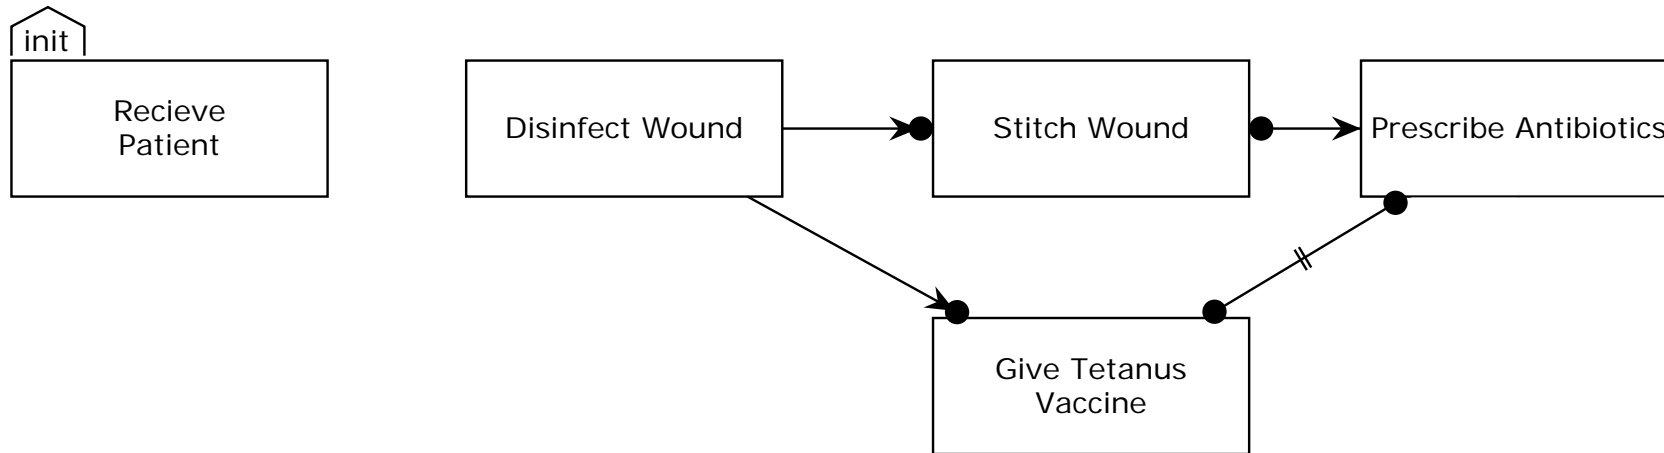 init
Recieve
Patient
Disinfect Wound
Stitch Wound
Prescribe Antibiotics
Give Tetanus
Vaccine